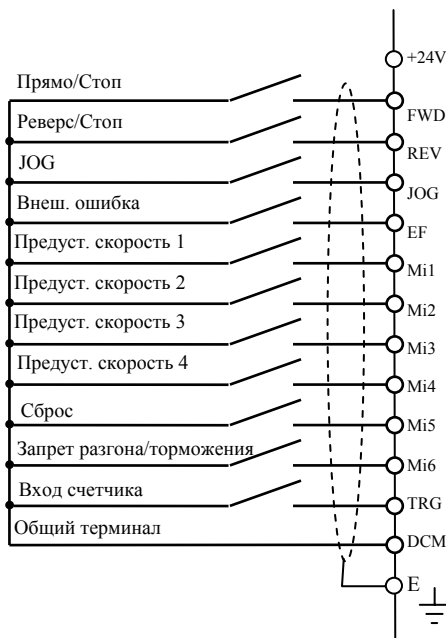 +24V
Прямо/Стоп
FWD
Реверс/Стоп
REV
JOG
JOG
Внеш. ошибка
EF
Предуст. скорость 1
Mi1
Предуст. скорость 2
Mi2
Предуст. скорость 3
Mi3
Предуст. скорость 4
Mi4
Сброс
Mi5
Запрет разгона/торможения
Mi6
Вход счетчика
TRG
Общий терминал
DCM
E